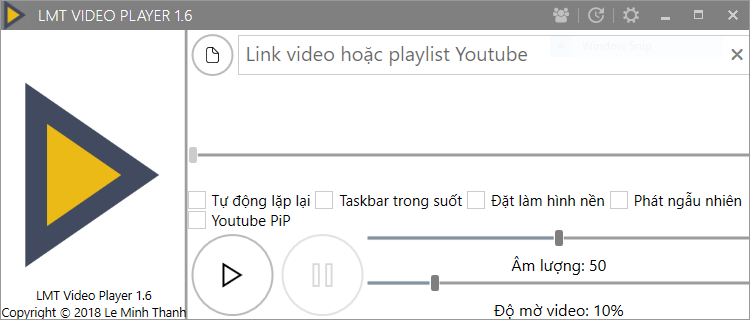 LMT VIDEO PLAYER 1.6
Link video hoặc playlist Youtube
Tự động lặp lại
Taskbar trong suốt
Đặt làm hình nền
Phát ngẫu nhiên
Youtube PiP
Âm lượng: 50
Độ mờ video: 10%
LMT Video Player 1.6
Copyright © 2018 Le Minh Thanh